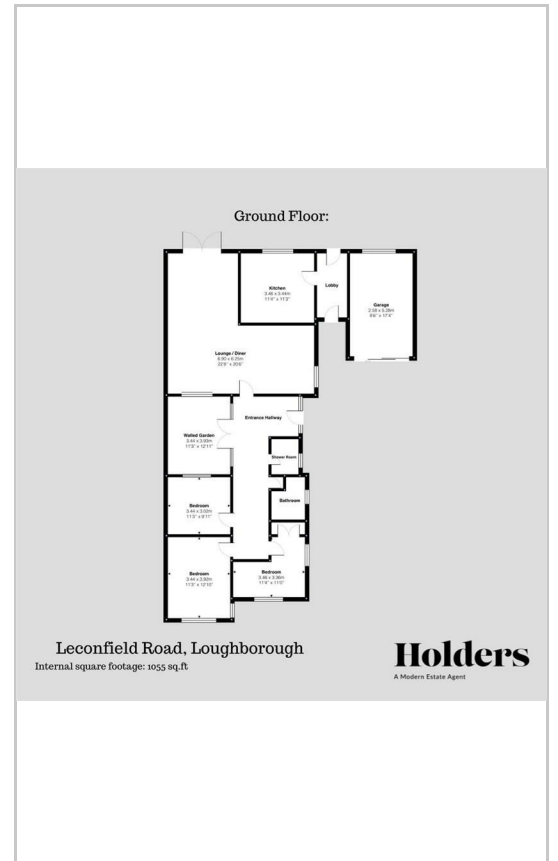 Ground Floor:
Kitchen
3.46 x 3.44m
11'4" x 11'3"
Lobby
Garage
2.58 x 5.28m
8'6" x 17'4"
Lounge / Diner
6.90 x 6.25m
22'8" x 20'6"
Entrance Hallway
Walled Garden
3.44 x 3.93m
11'3" x 12'11"
Shower Room
Bedroom
3.44 x 3.02m
11'3" x 9'11"
Bathroom
Bedroom
3.44 x 3.92m
11'3" x 12'10"
Bedroom
3.46 x 3.36m
11'4" x 11'0"
Leconfield Road, Loughborough
Internal square footage: 1055 sq.ft
Holders
A Modern Estate Agent